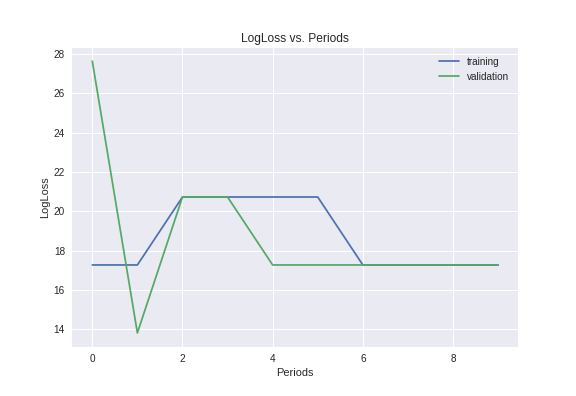 LogLoss vs. Periods
28
26
24
22
20
18
16
14
LogLoss
training
validation
0
2
4
6
8
Periods